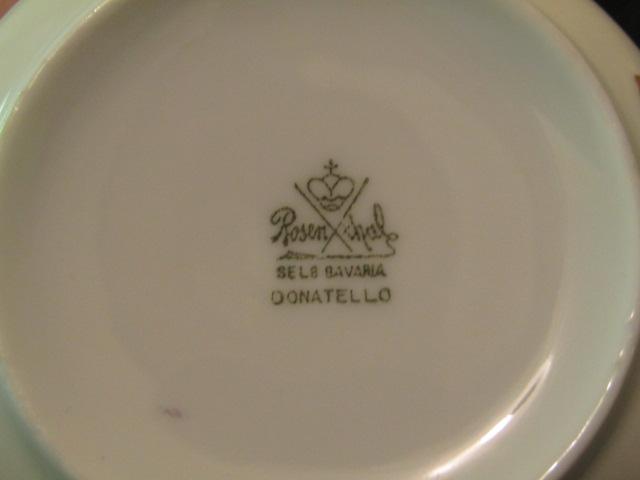 Rosenthal
SELB BAVARIA
DONATELLO